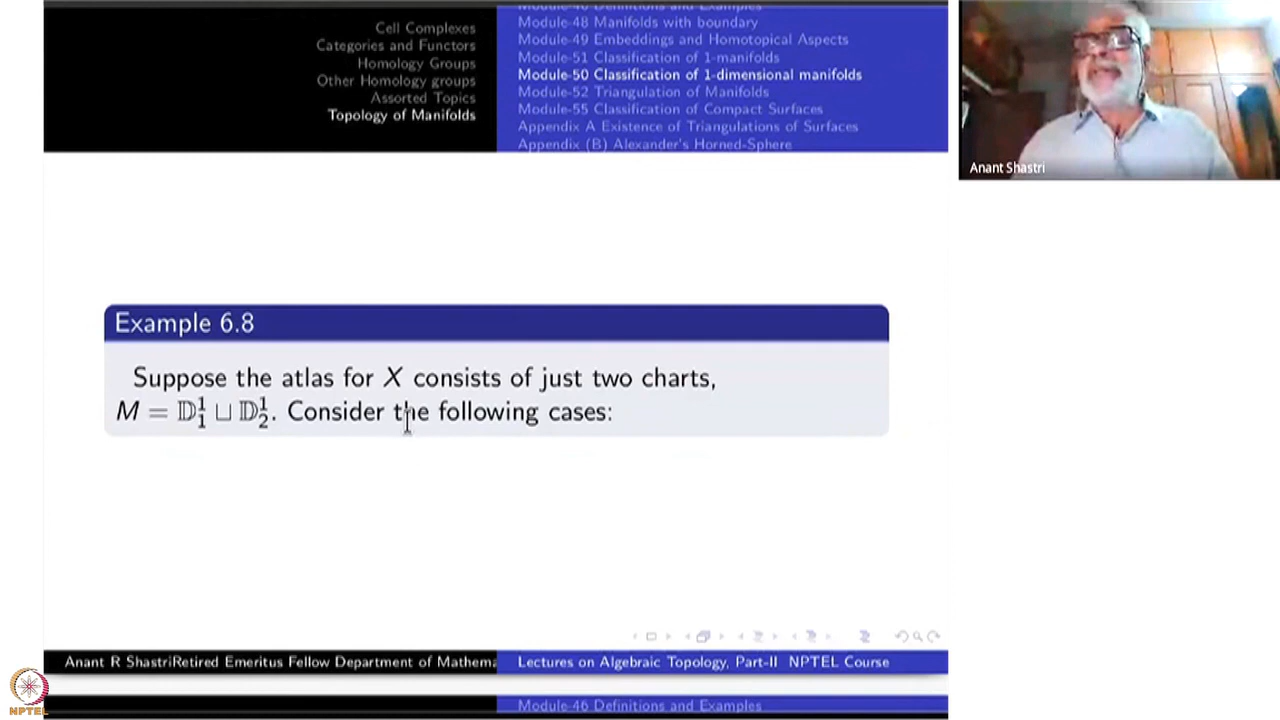 Cell Complexes
Categories and Functors
Homology Groups
Other Homology groups
Assorted Topics
Topology of Manifolds
Module-46 Definitions and Examples
Module-48 Manifolds with boundary
Module-49 Embeddings and Homotopical Aspects
Module-51 Classification of 1-manifolds
Module-50 Classification of 1-dimensional manifolds
Module-52 Triangulation of Manifolds
Module-55 Classification of Compact Surfaces
Appendix A Existence of Triangulations of Surfaces
Appendix (B) Alexander's Horned-Sphere
Anant Shastri
Example 6.8
Suppose the atlas for X consists of just two charts,
M = 𝔻¹₁ ⊔ 𝔻¹₂. Consider the following cases:
Anant R ShastriRetired Emeritus Fellow Department of Mathema
Lectures on Algebraic Topology, Part-II NPTEL Course
NPTEL
Module-46 Definitions and Examples